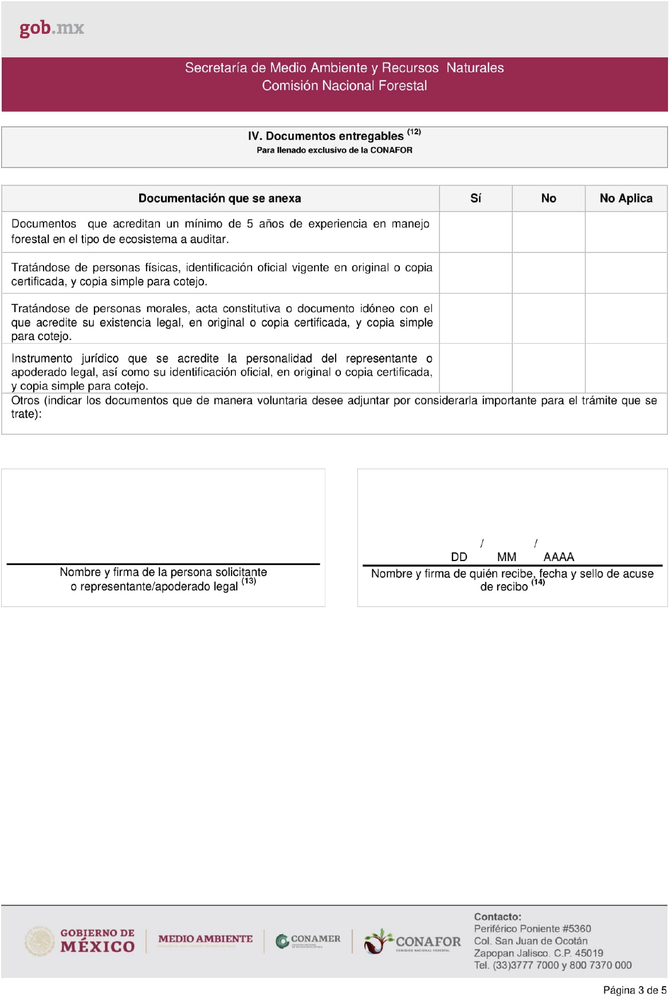 gob.mx
Secretaría de Medio Ambiente y Recursos Naturales
Comisión Nacional Forestal
IV. Documentos entregables (12)
Para llenado exclusivo de la CONAFOR
Documentación que se anexa Sí No No Aplica
Documentos que acreditan un mínimo de 5 años de experiencia en manejo
forestal en el tipo de ecosistema a auditar.
Tratándose de personas físicas, identificación oficial vigente en original o copia
certificada, y copia simple para cotejo.
Tratándose de personas morales, acta constitutiva o documento idóneo con el
que acredite su existencia legal, en original o copia certificada, y copia simple
para cotejo.
Instrumento jurídico que se acredite la personalidad del representante o
apoderado legal, así como su identificación oficial, en original o copia certificada,
y copia simple para cotejo.
Otros (indicar los documentos que de manera voluntaria desee adjuntar por considerarla importante para el trámite que se
trate):
Nombre y firma de la persona solicitante
o representante/apoderado legal (13)
/ /
DD MM AAAA
Nombre y firma de quién recibe, fecha y sello de acuse
de recibo (14)
GOBIERNO DE
MÉXICO
MEDIO AMBIENTE
CONAMER
CONAFOR
COMISIÓN NACIONAL FORESTAL
Contacto:
Periférico Poniente #5360
Col. San Juan de Ocotán
Zapopan Jalisco. C.P. 45019
Tel. (33)3777 7000 y 800 7370 000
Página 3 de 5